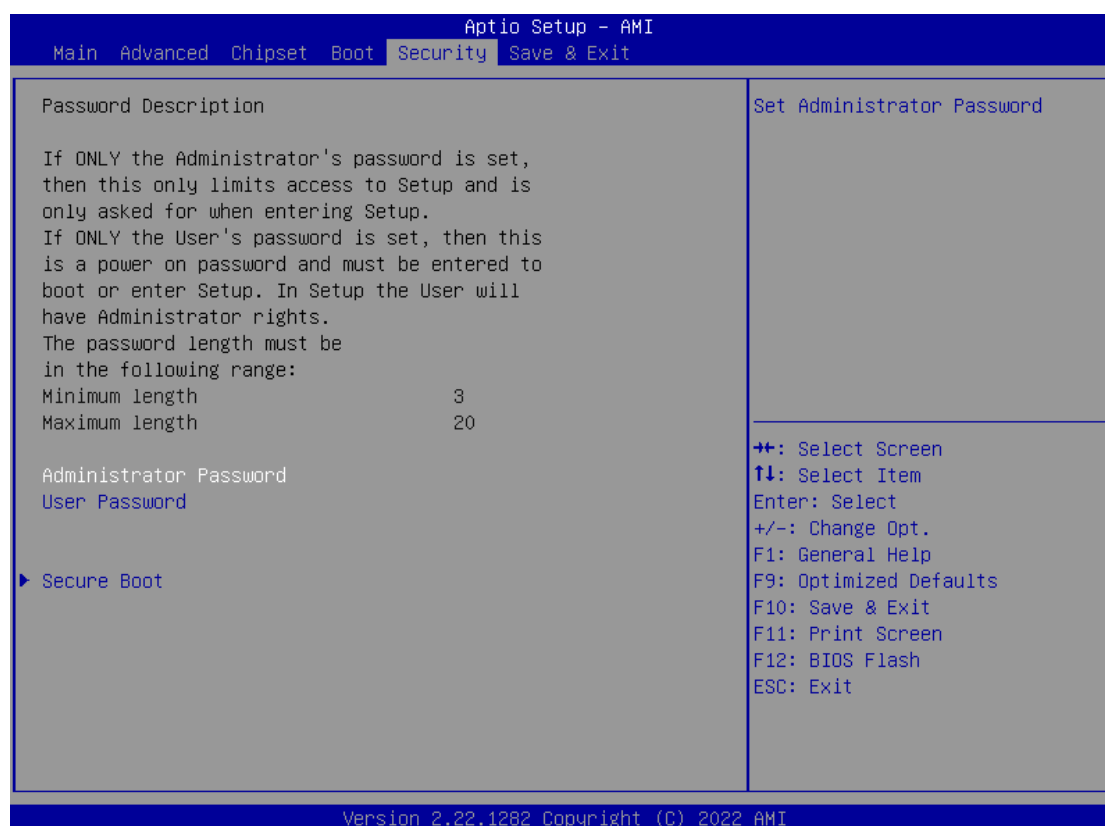 Aptio Setup - AMI
Main Advanced Chipset Boot Security Save & Exit
Password Description
If ONLY the Administrator's password is set,
then this only limits access to Setup and is
only asked for when entering Setup.
If ONLY the User's password is set, then this
is a power on password and must be entered to
boot or enter Setup. In Setup the User will
have Administrator rights.
The password length must be
in the following range:
Minimum length 3
Maximum length 20
Administrator Password
User Password
Secure Boot
Set Administrator Password
→←: Select Screen
↑↓: Select Item
Enter: Select
+/-: Change Opt.
F1: General Help
F9: Optimized Defaults
F10: Save & Exit
F11: Print Screen
F12: BIOS Flash
ESC: Exit
Version 2.22.1282 Copyright (C) 2022 AMI